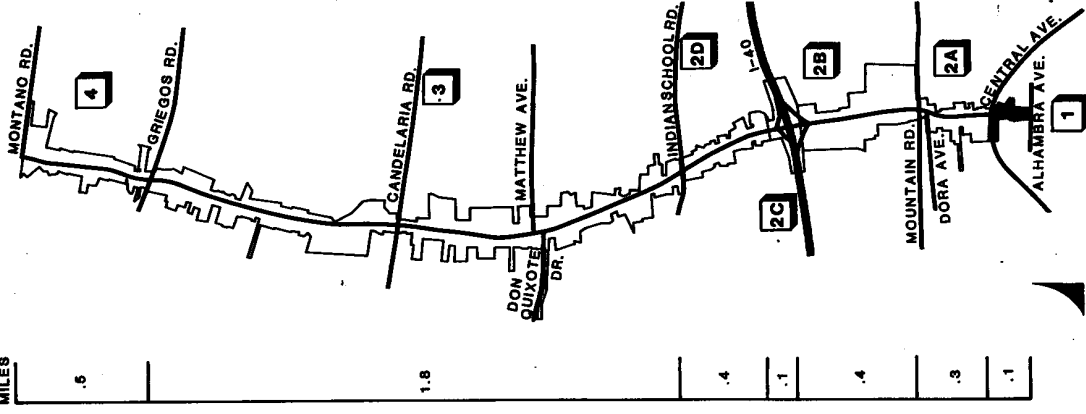 MONTANO RD.
4
GRIEGOS RD.
CANDELARIA RD.
3
MATTHEW AVE.
DON
QUIXOTE
DR.
INDIAN SCHOOL RD.
2D
I-40
2C
2B
MOUNTAIN RD.
2A
DORA AVE.
CENTRAL AVE.
ALHAMBRA AVE.
1
MILES
.5
1.8
.4
.1
.4
.3
.1